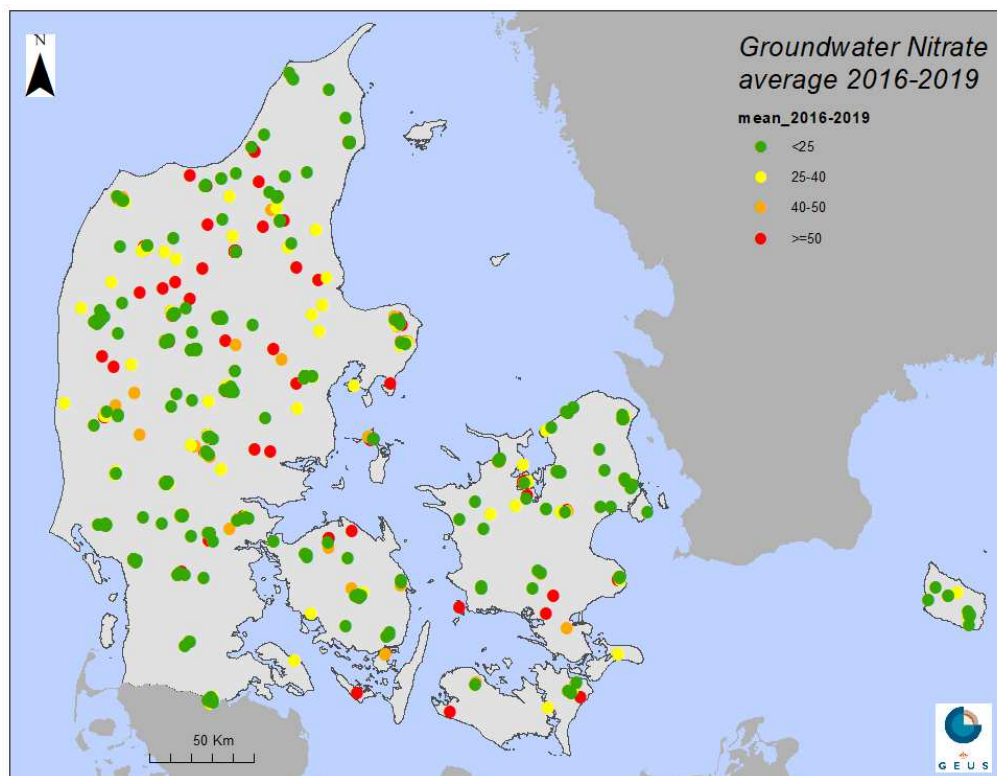 N
Groundwater Nitrate
average 2016-2019
mean_2016-2019
<25
25-40
40-50
>=50
50 Km
GEUS